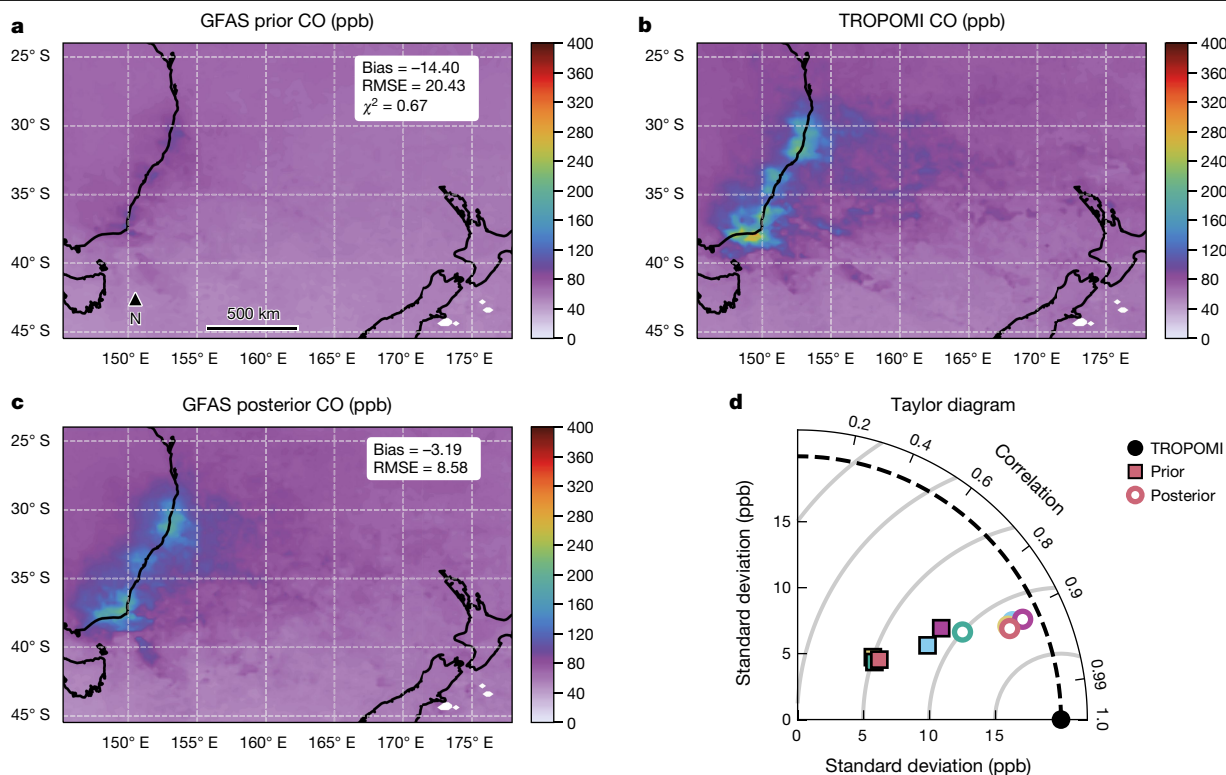 a
GFAS prior CO (ppb)
25° S
30° S
35° S
40° S
45° S
Bias = –14.40
RMSE = 20.43
χ² = 0.67
N
500 km
150° E
155° E
160° E
165° E
170° E
175° E
400
360
320
280
240
200
160
120
80
40
0
b
TROPOMI CO (ppb)
25° S
30° S
35° S
40° S
45° S
150° E
155° E
160° E
165° E
170° E
175° E
400
360
320
280
240
200
160
120
80
40
0
c
GFAS posterior CO (ppb)
25° S
30° S
35° S
40° S
45° S
Bias = –3.19
RMSE = 8.58
150° E
155° E
160° E
165° E
170° E
175° E
400
360
320
280
240
200
160
120
80
40
0
d
Taylor diagram
Standard deviation (ppb)
15
10
5
0
0
5
10
15
Standard deviation (ppb)
0.2
0.4
0.6
0.8
0.9
0.99
1.0
Correlation
TROPOMI
Prior
Posterior